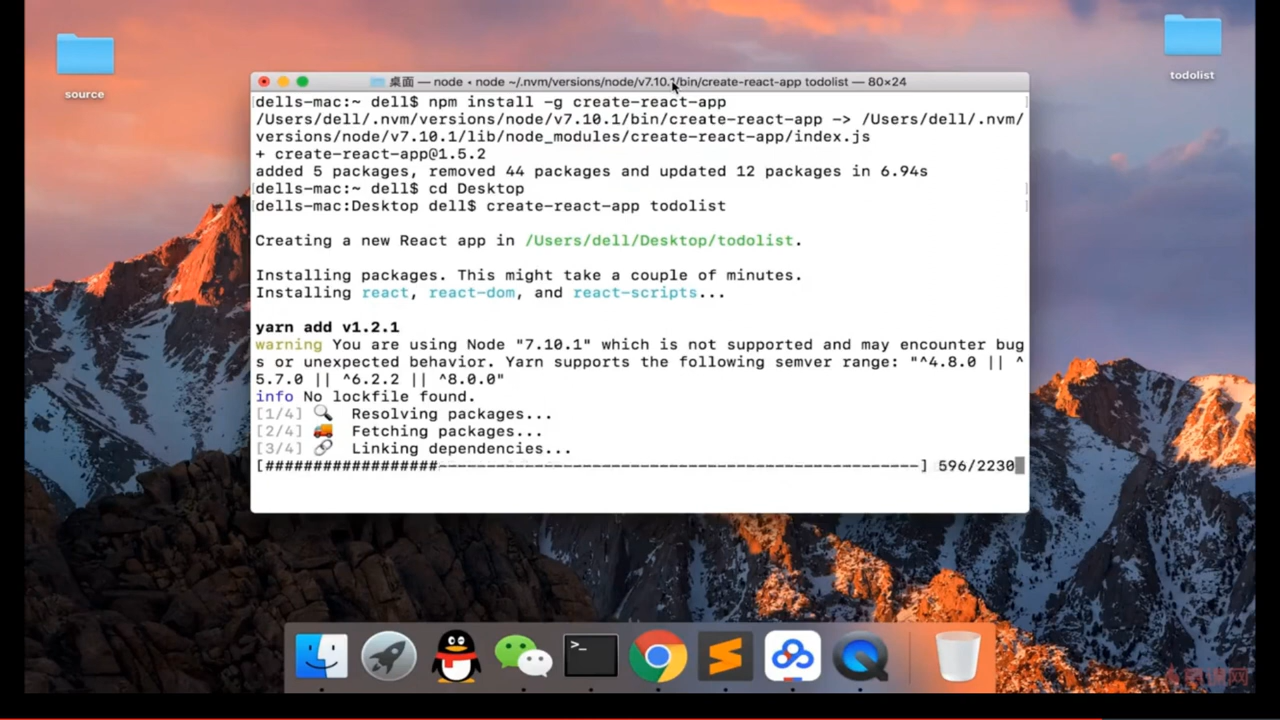 source
todolist
桌面 — node • node ~/.nvm/versions/node/v7.10.1/bin/create-react-app todolist — 80×24
dells-mac:~ dell$ npm install -g create-react-app
/Users/dell/.nvm/versions/node/v7.10.1/bin/create-react-app -> /Users/dell/.nvm/
versions/node/v7.10.1/lib/node_modules/create-react-app/index.js
+ create-react-app@1.5.2
added 5 packages, removed 44 packages and updated 12 packages in 6.94s
dells-mac:~ dell$ cd Desktop
dells-mac:Desktop dell$ create-react-app todolist
Creating a new React app in /Users/dell/Desktop/todolist.
Installing packages. This might take a couple of minutes.
Installing react, react-dom, and react-scripts...
yarn add v1.2.1
warning You are using Node "7.10.1" which is not supported and may encounter bug
s or unexpected behavior. Yarn supports the following semver range: "^4.8.0 || ^
5.7.0 || ^6.2.2 || ^8.0.0"
info No lockfile found.
[1/4] 🔍 Resolving packages...
[2/4] 🚚 Fetching packages...
[3/4] 🔗 Linking dependencies...
[##################--------------------------------------------------] 596/2230